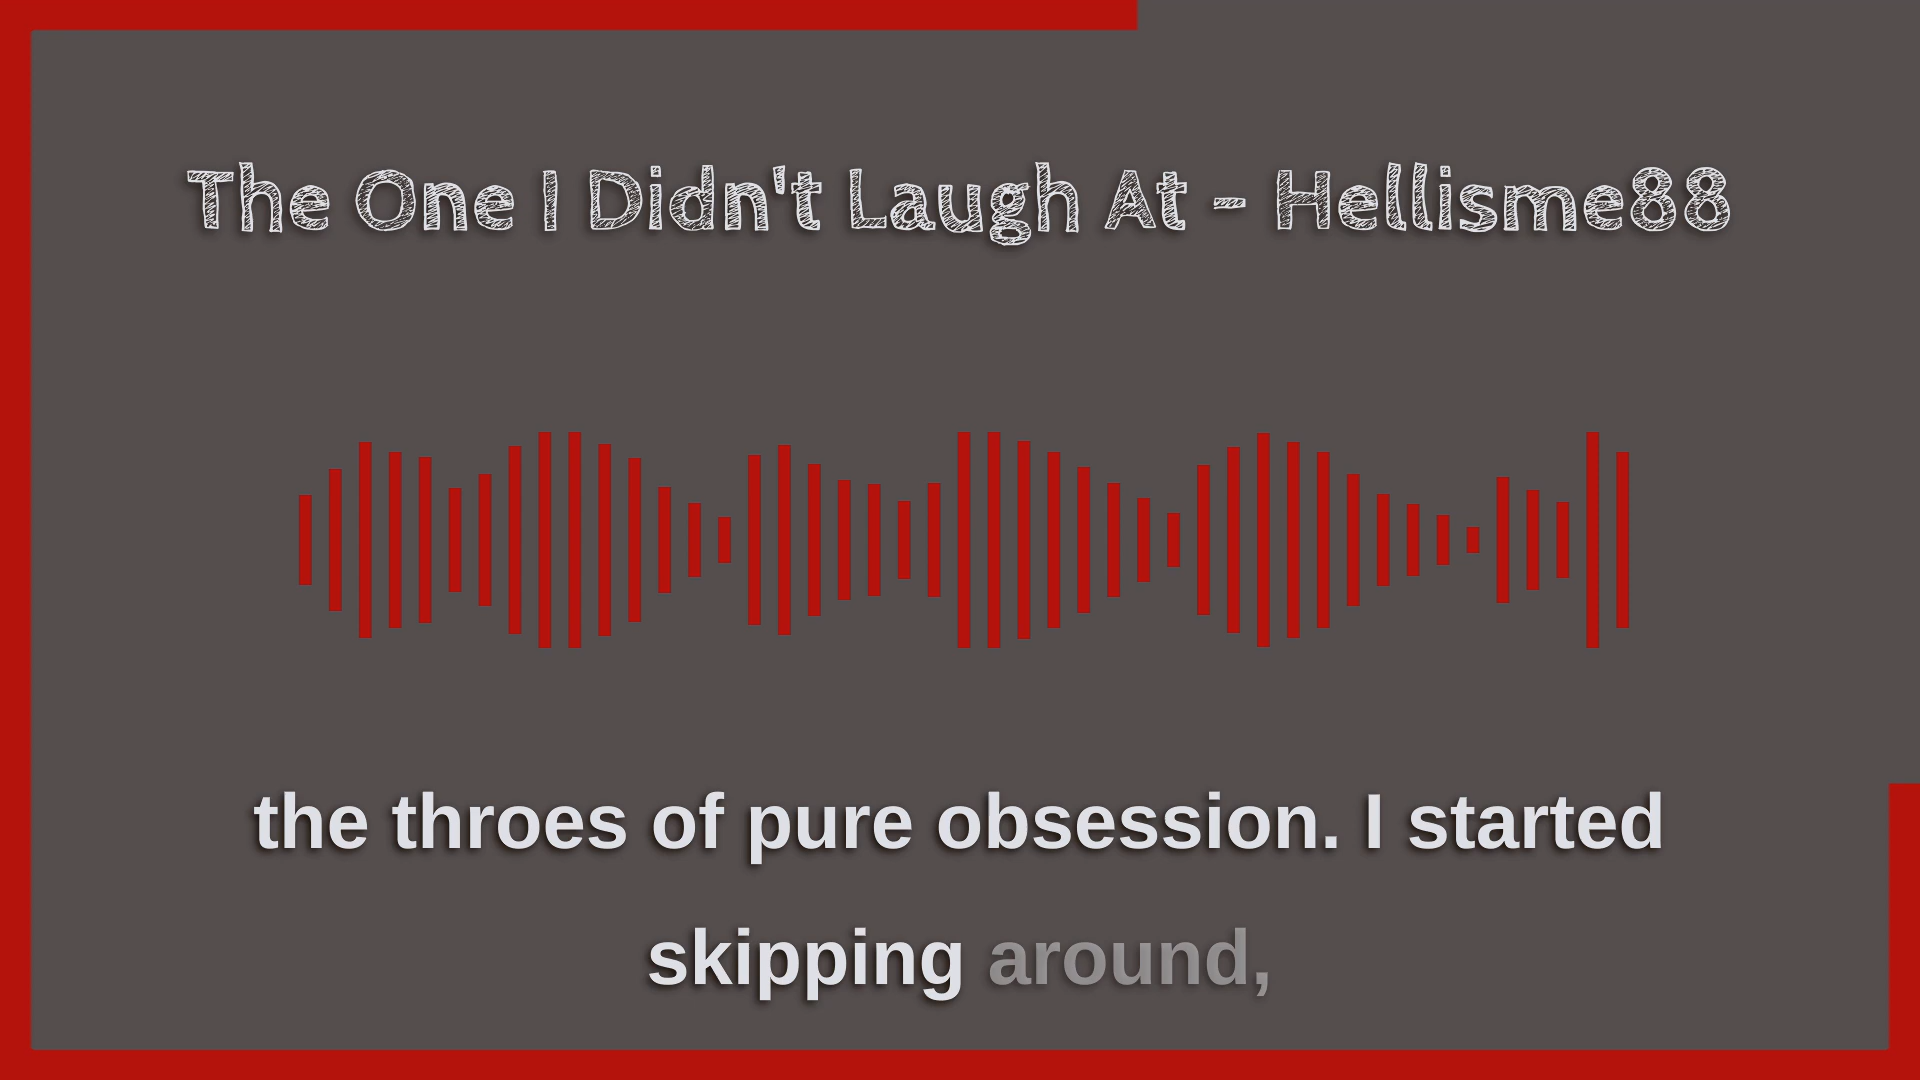 The One I Didn't Laugh At - Hellisme88
the throes of pure obsession. I started
skipping around,